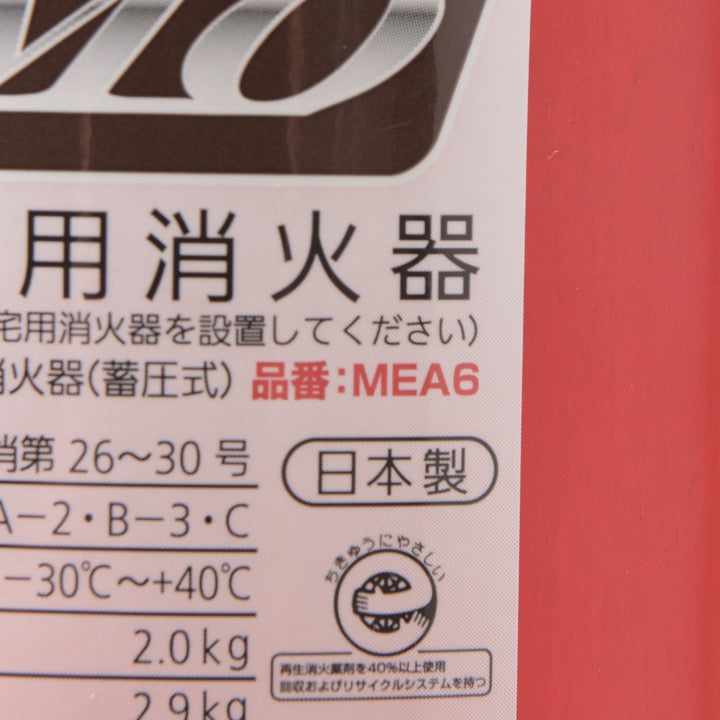 用消火器
宅用消火器を設置してください)
消火器(蓄圧式) 品番:MEA6
消第 26~30 号
日本製
A-2・B-3・C
ちきゅうにやさしい
-30℃~+40℃
2.0kg
再生消火薬剤を40%以上使用
回収およびリサイクルシステムを持つ
2.9kg